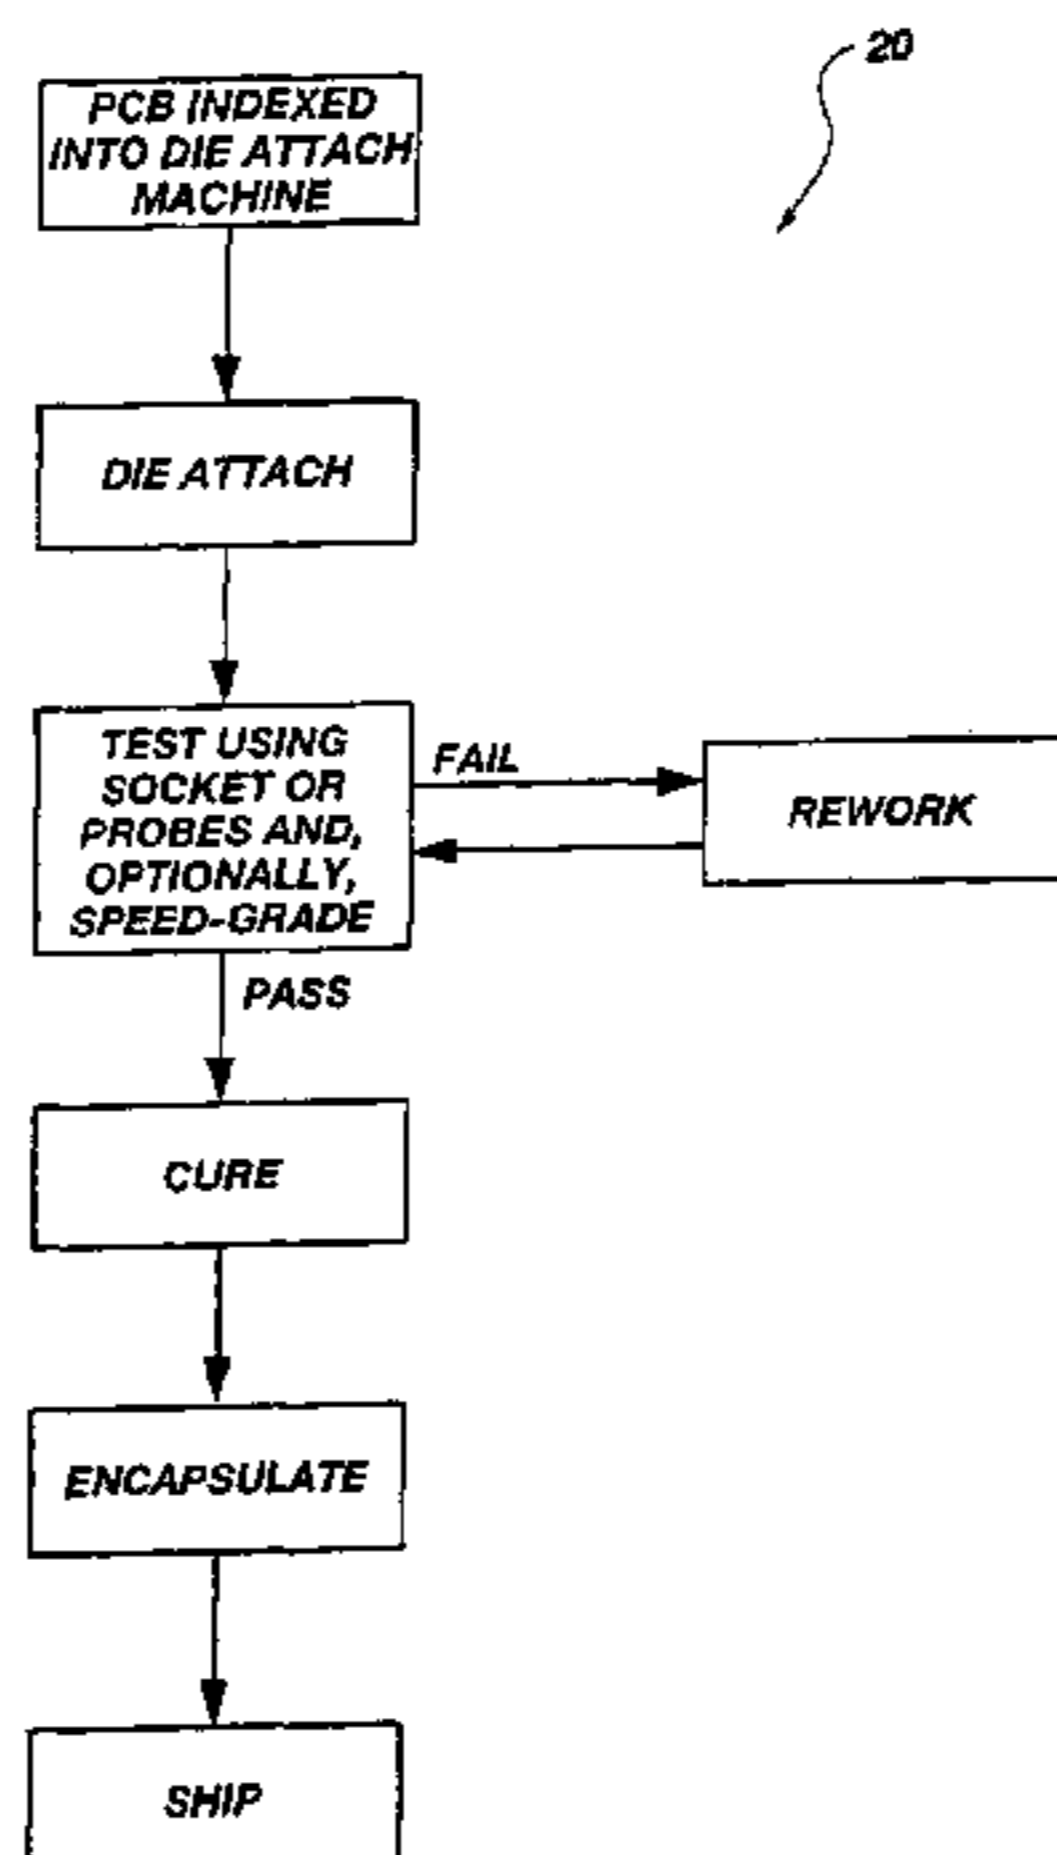 20
PCB INDEXED
INTO DIE ATTACH
MACHINE
DIE ATTACH
TEST USING
SOCKET OR
PROBES AND,
OPTIONALLY,
SPEED-GRADE
FAIL
REWORK
PASS
CURE
ENCAPSULATE
SHIP